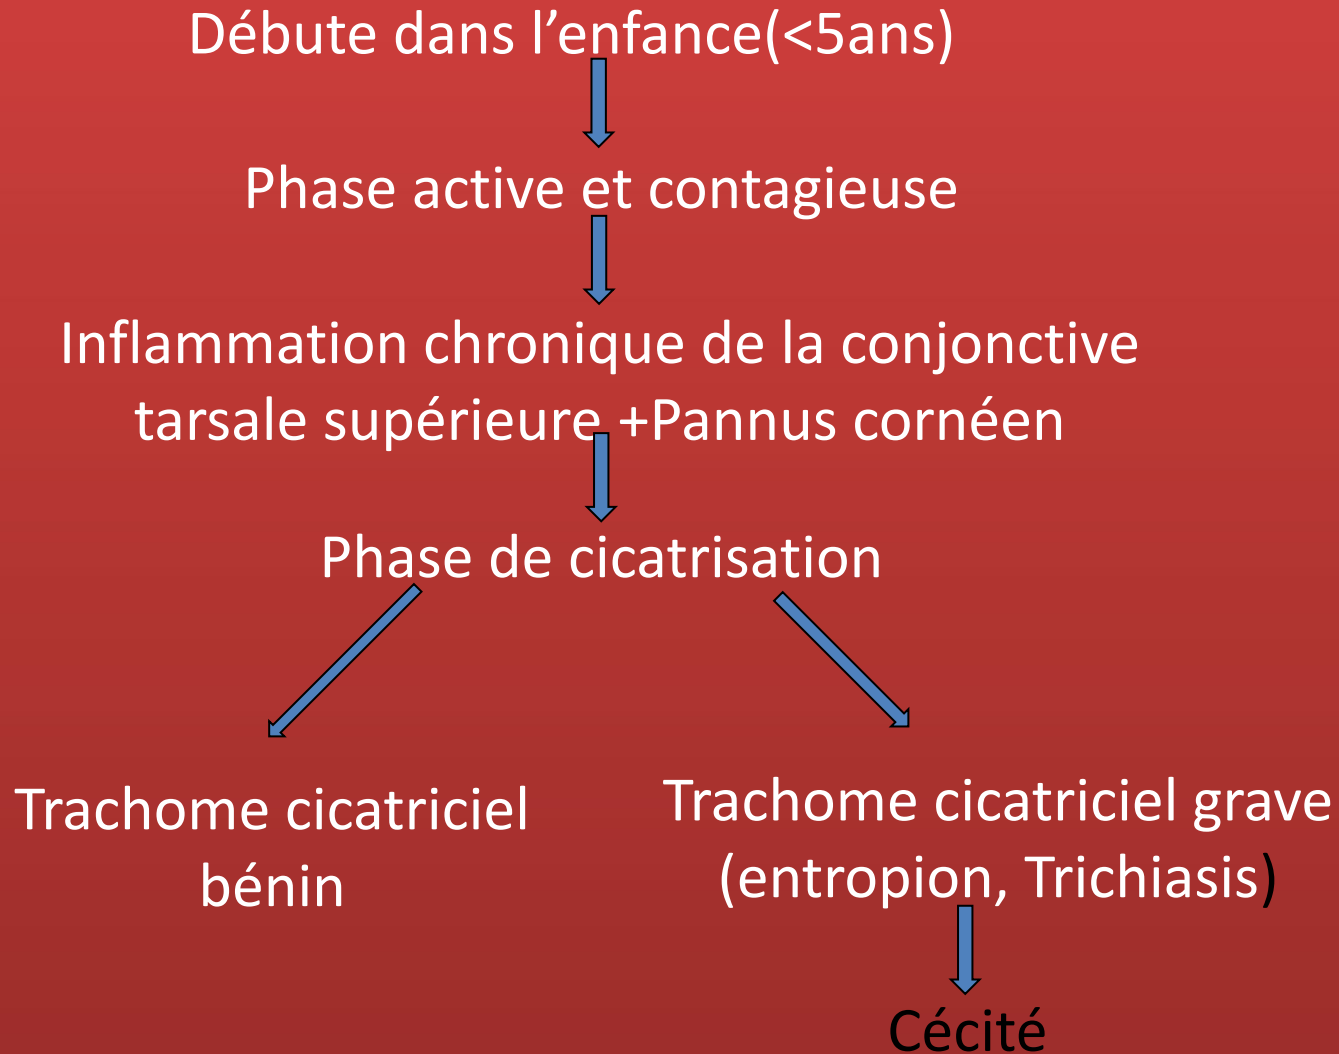 Débute dans l’enfance(<5ans)
Phase active et contagieuse
Inflammation chronique de la conjonctive
tarsale supérieure +Pannus cornéen
Phase de cicatrisation
Trachome cicatriciel
bénin
Trachome cicatriciel grave
(entropion, Trichiasis)
Cécité